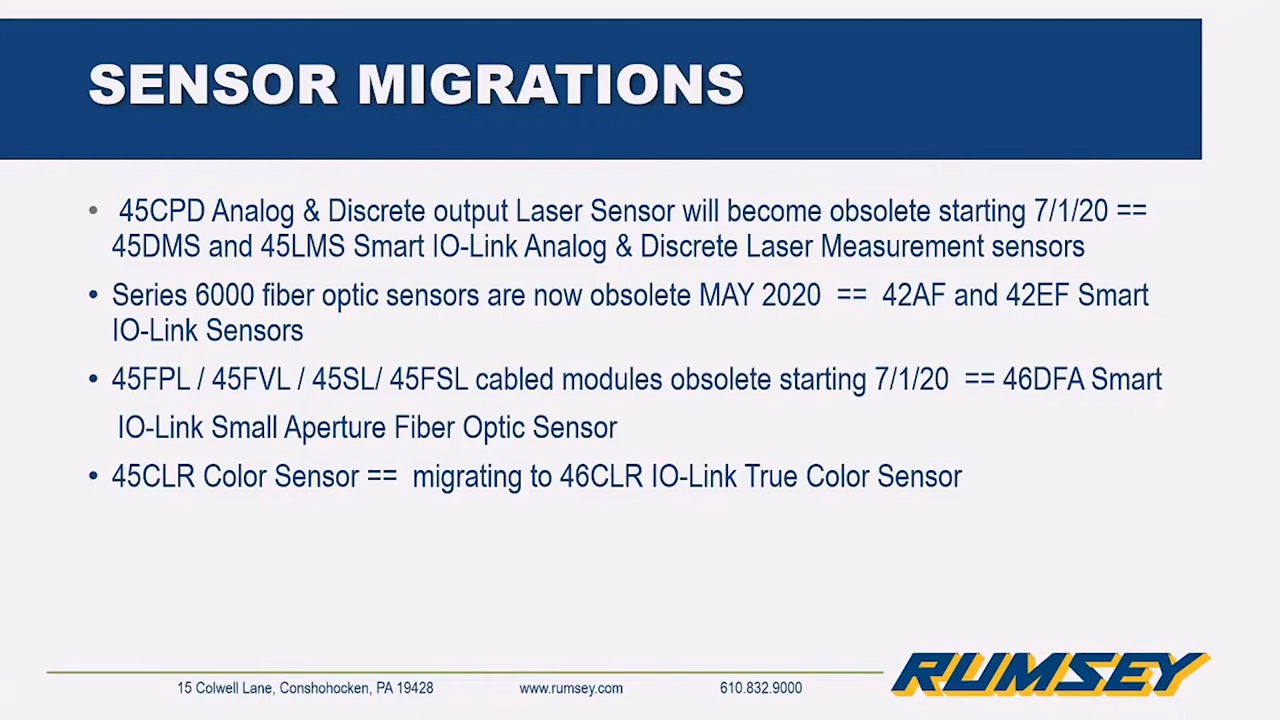 SENSOR MIGRATIONS
• 45CPD Analog & Discrete output Laser Sensor will become obsolete starting 7/1/20 ==
45DMS and 45LMS Smart IO-Link Analog & Discrete Laser Measurement sensors
• Series 6000 fiber optic sensors are now obsolete MAY 2020 == 42AF and 42EF Smart
IO-Link Sensors
• 45FPL / 45FVL / 45SL/ 45FSL cabled modules obsolete starting 7/1/20 == 46DFA Smart
IO-Link Small Aperture Fiber Optic Sensor
• 45CLR Color Sensor == migrating to 46CLR IO-Link True Color Sensor
15 Colwell Lane, Conshohocken, PA 19428 www.rumsey.com 610.832.9000
RUMSEY